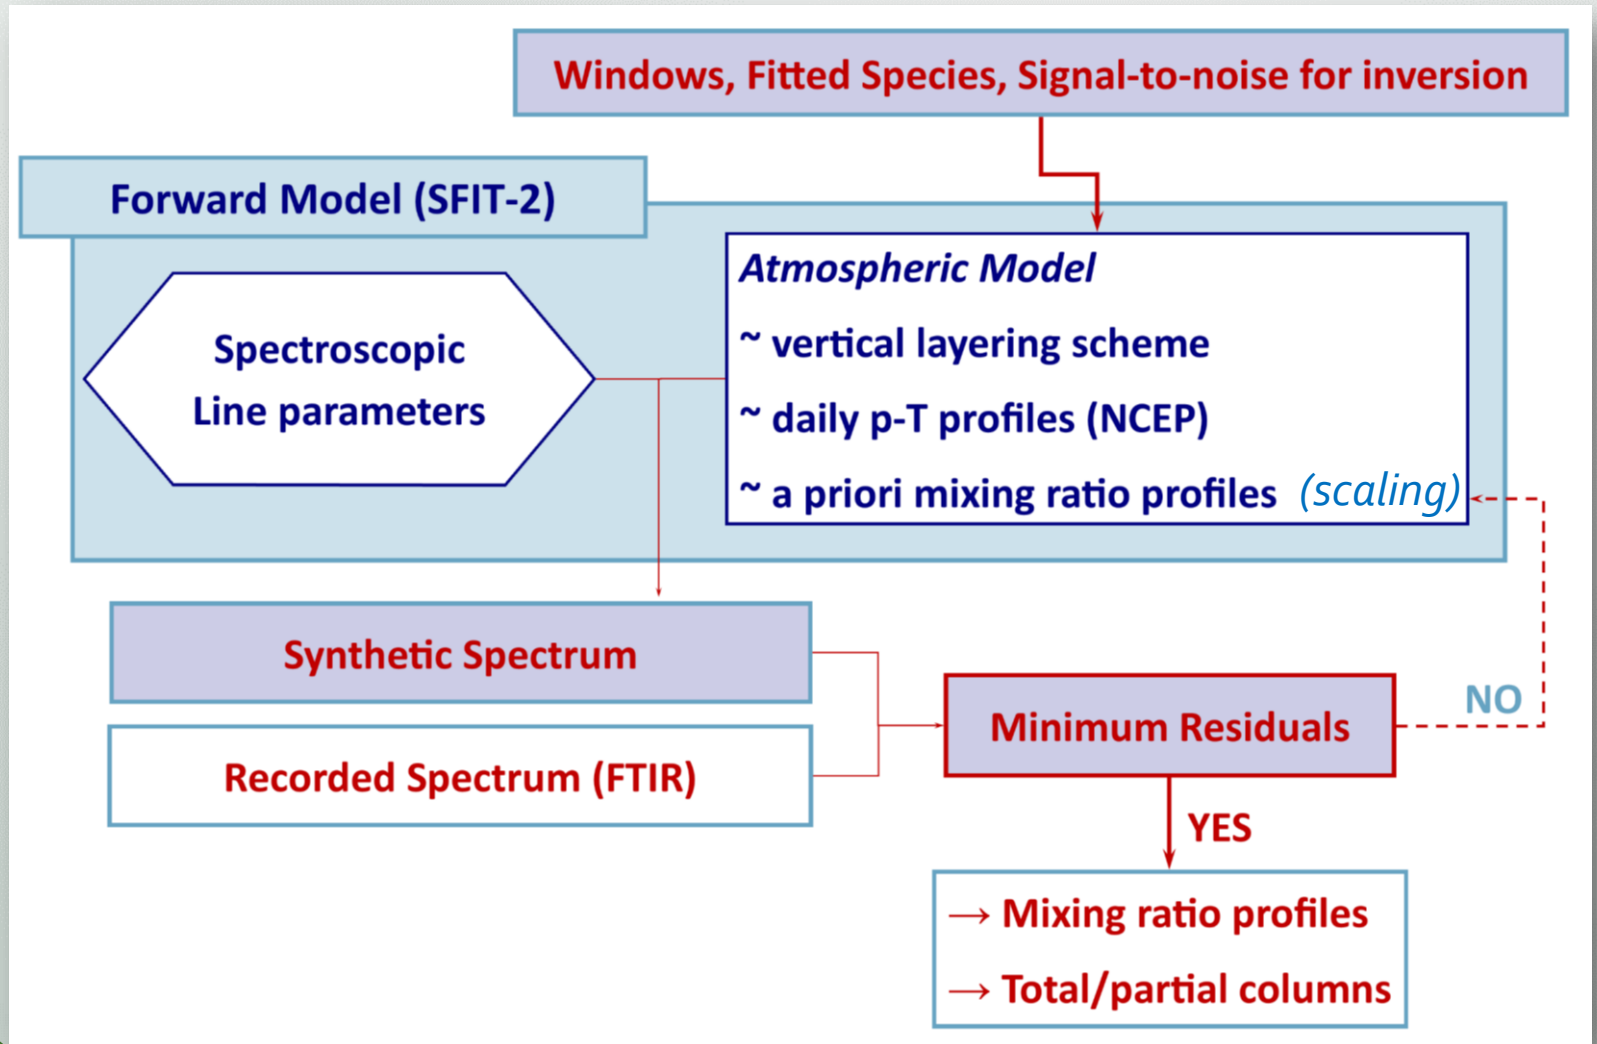 Windows, Fitted Species, Signal-to-noise for inversion
Forward Model (SFIT-2)
Spectroscopic
Line parameters
Atmospheric Model
~ vertical layering scheme
~ daily p-T profiles (NCEP)
~ a priori mixing ratio profiles (scaling)
Synthetic Spectrum
Recorded Spectrum (FTIR)
Minimum Residuals
NO
YES
→ Mixing ratio profiles
→ Total/partial columns